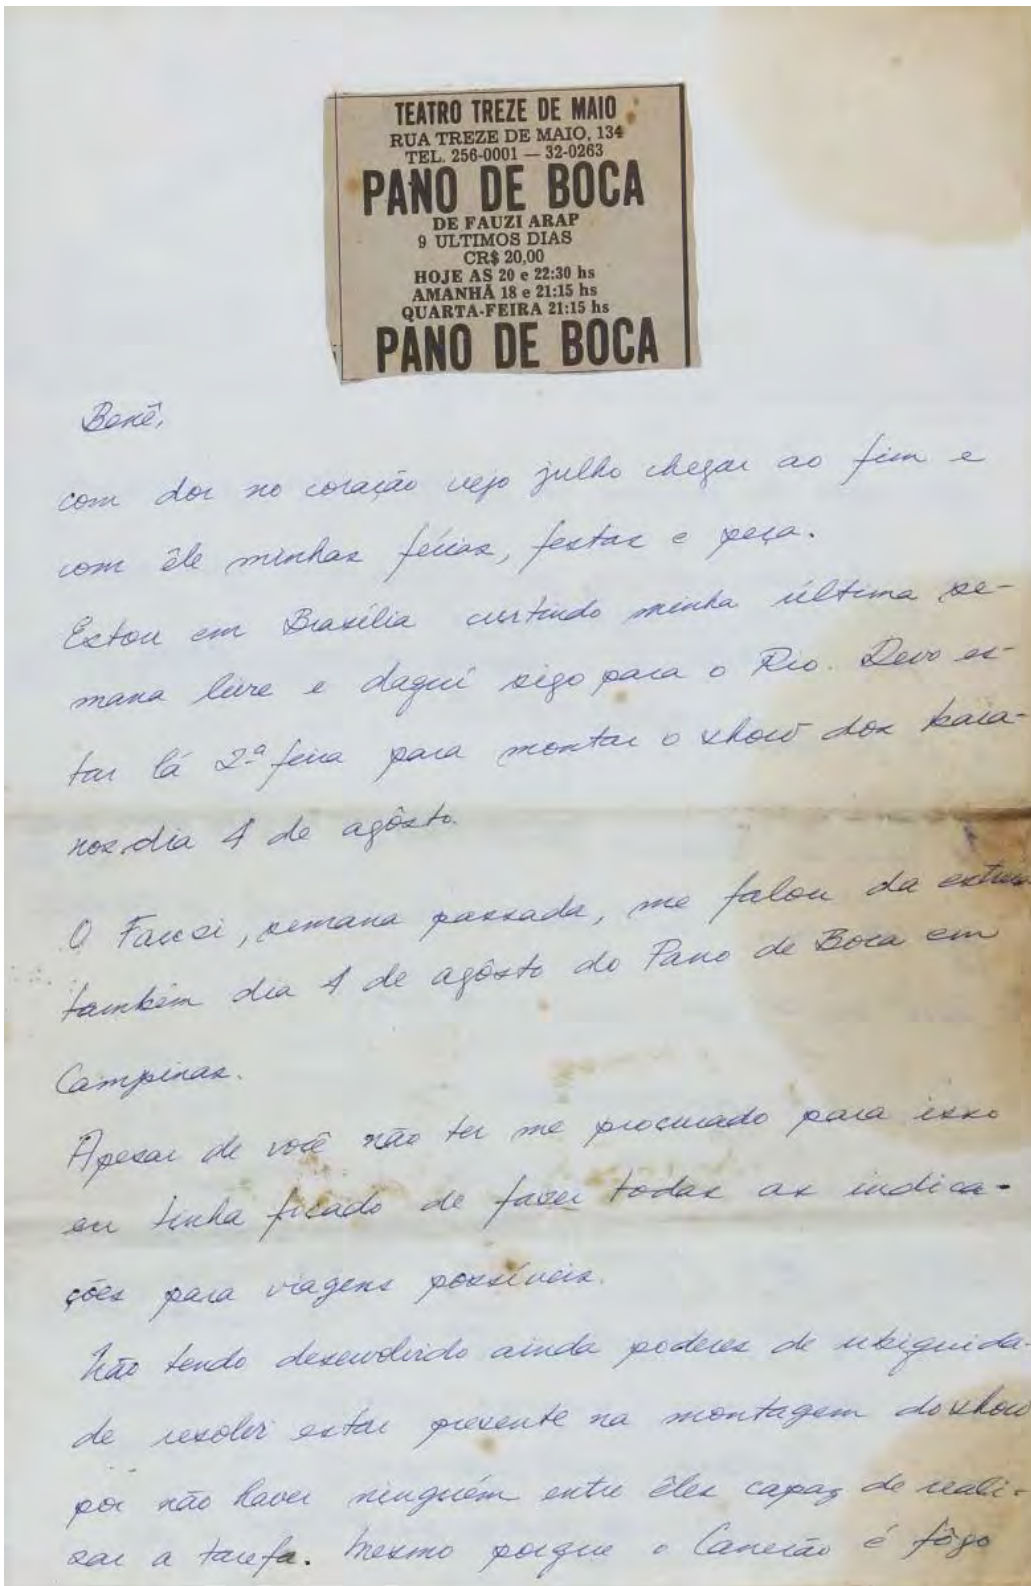 TEATRO TREZE DE MAIO
RUA TREZE DE MAIO, 134
TEL. 256-0001 — 32-0263
PANO DE BOCA
DE FAUZI ARAP
9 ULTIMOS DIAS
CR$ 20,00
HOJE AS 20 e 22:30 hs
AMANHÃ 18 e 21:15 hs
QUARTA-FEIRA 21:15 hs
PANO DE BOCA
Benê,
com dor no coração vejo julho chegar ao fim e
com êle minhas férias, festas e peça.
Estou em Brasília curtindo minha última se-
mana livre e daquí sigo para o Rio. Devo es-
tar lá 2ª feira para montar o show dos baia-
nos dia 4 de agôsto.
O Fauzi, semana passada, me falou da estréia
também dia 4 de agôsto do Pano de Boca em
Campinas.
Apesar de você não ter me procurado para isso
eu tinha ficado de fazer todas as indica-
ções para viagens possíveis.
Não tendo desenvolvido ainda poderes de ubiquida-
de resolvi estar presente na montagem do show
por não haver ninguém entre êles capaz de reali-
zar a tarefa. Mesmo porque o Canecão é fôgo